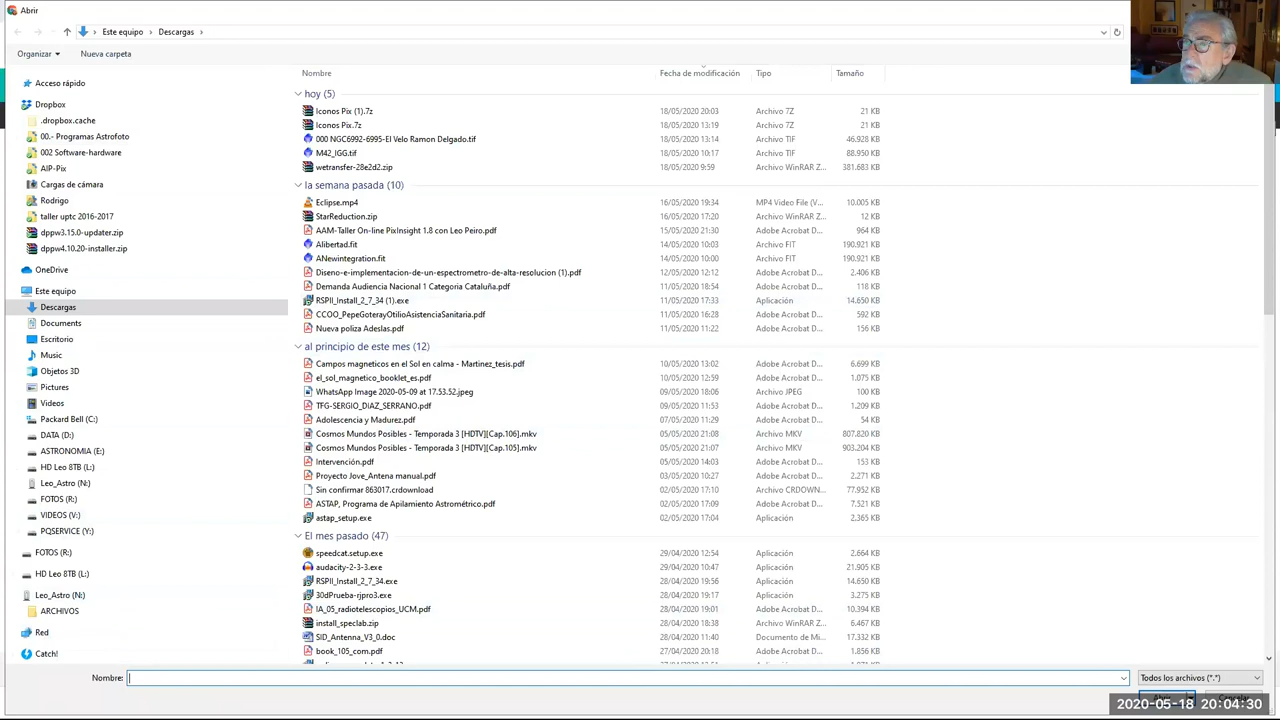 Abrir
Este equipo > Descargas >
Organizar Nueva carpeta
Nombre Fecha de modificación Tipo Tamaño
Acceso rápido
Dropbox
.dropbox.cache
00.- Programas Astrofoto
002 Software-hardware
AIP-Pix
Cargas de cámara
Rodrigo
taller uptc 2016-2017
dppw3.15.0-updater.zip
dppw4.10.20-installer.zip
OneDrive
Este equipo
Descargas
Documents
Escritorio
Music
Objetos 3D
Pictures
Videos
Packard Bell (C:)
DATA (D:)
ASTRONOMIA (E:)
HD Leo 8TB (L:)
Leo_Astro (N:)
FOTOS (R:)
VIDEOS (V:)
PQSERVICE (Y:)
FOTOS (R:)
HD Leo 8TB (L:)
Leo_Astro (N:)
ARCHIVOS
Red
Catch!
hoy (5)
Iconos Pix (1).7z 18/05/2020 20:03 Archivo 7Z 21 KB
Iconos Pix.7z 18/05/2020 13:19 Archivo 7Z 21 KB
000 NGC6992-6995-El Velo Ramon Delgado.tif 18/05/2020 13:14 Archivo TIF 46.928 KB
M42_IGG.tif 18/05/2020 10:17 Archivo TIF 88.950 KB
wetransfer-28e2d2.zip 18/05/2020 9:59 Archivo WinRAR Z... 381.683 KB
la semana pasada (10)
Eclipse.mp4 16/05/2020 19:34 MP4 Video File (V... 10.005 KB
StarReduction.zip 16/05/2020 17:20 Archivo WinRAR Z... 12 KB
AAM-Taller On-line PixInsight 1.8 con Leo Peiro.pdf 15/05/2020 21:30 Adobe Acrobat D... 964 KB
Alibertad.fit 14/05/2020 10:03 Archivo FIT 190.921 KB
ANewintegration.fit 14/05/2020 10:00 Archivo FIT 190.921 KB
Diseno-e-implementacion-de-un-espectrometro-de-alta-resolucion (1).pdf 12/05/2020 12:12 Adobe Acrobat D... 2.406 KB
Demanda Audiencia Nacional 1 Categoria Cataluña.pdf 11/05/2020 18:54 Adobe Acrobat D... 118 KB
RSPII_Install_2_7_34 (1).exe 11/05/2020 17:33 Aplicación 14.650 KB
CCOO_PepeGoterayOtilioAsistenciaSanitaria.pdf 11/05/2020 16:28 Adobe Acrobat D... 592 KB
Nueva poliza Adeslas.pdf 11/05/2020 11:22 Adobe Acrobat D... 156 KB
al principio de este mes (12)
Campos magneticos en el Sol en calma - Martinez_tesis.pdf 10/05/2020 13:02 Adobe Acrobat D... 6.699 KB
el_sol_magnetico_booklet_es.pdf 10/05/2020 12:59 Adobe Acrobat D... 1.075 KB
WhatsApp Image 2020-05-09 at 17.53.52.jpeg 09/05/2020 18:06 Archivo JPEG 100 KB
TFG-SERGIO_DIAZ_SERRANO.pdf 09/05/2020 11:53 Adobe Acrobat D... 1.209 KB
Adolescencia y Madurez.pdf 07/05/2020 11:29 Adobe Acrobat D... 54 KB
Cosmos Mundos Posibles - Temporada 3 [HDTV][Cap.106].mkv 05/05/2020 21:08 Archivo MKV 807.820 KB
Cosmos Mundos Posibles - Temporada 3 [HDTV][Cap.105].mkv 05/05/2020 21:07 Archivo MKV 903.204 KB
Intervención.pdf 05/05/2020 14:03 Adobe Acrobat D... 153 KB
Proyecto Jove_Antena manual.pdf 03/05/2020 10:27 Adobe Acrobat D... 2.271 KB
Sin confirmar 863017.crdownload 02/05/2020 17:10 Archivo CRDOWN... 77.952 KB
ASTAP, Programa de Apilamiento Astrométrico.pdf 02/05/2020 17:09 Adobe Acrobat D... 7.521 KB
astap_setup.exe 02/05/2020 17:04 Aplicación 2.365 KB
El mes pasado (47)
speedcat.setup.exe 29/04/2020 12:54 Aplicación 2.664 KB
audacity-2-3-3.exe 29/04/2020 10:47 Aplicación 21.905 KB
RSPII_Install_2_7_34.exe 28/04/2020 19:56 Aplicación 14.650 KB
30dPrueba-rjpro3.exe 28/04/2020 19:17 Aplicación 3.275 KB
IA_05_radiotelescopios_UCM.pdf 28/04/2020 19:01 Adobe Acrobat D... 10.394 KB
install_speclab.zip 28/04/2020 18:38 Archivo WinRAR Z... 6.467 KB
SID_Antenna_V3_0.doc 28/04/2020 11:40 Documento de Mi... 17.332 KB
book_105_com.pdf 27/04/2020 20:18 Adobe Acrobat D... 1.856 KB
Nombre: Todos los archivos (*.*)
2020-05-18 20:04:30